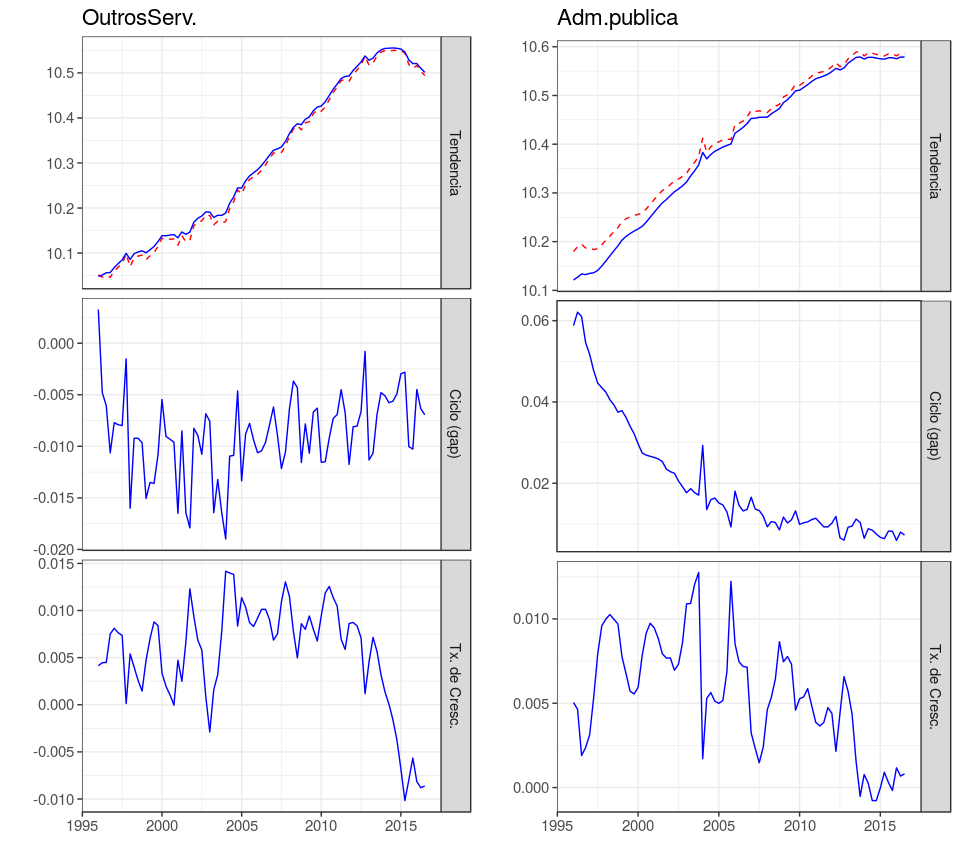 OutrosServ.
10.5
10.4
10.3
10.2
10.1
Tendencia
0.000
-0.005
-0.010
-0.015
-0.020
Ciclo (gap)
0.015
0.010
0.005
0.000
-0.005
-0.010
Tx. de Cresc.
1995 2000 2005 2010 2015
Adm.publica
10.6
10.5
10.4
10.3
10.2
10.1
Tendencia
0.06
0.04
0.02
Ciclo (gap)
0.010
0.005
0.000
Tx. de Cresc.
1995 2000 2005 2010 2015